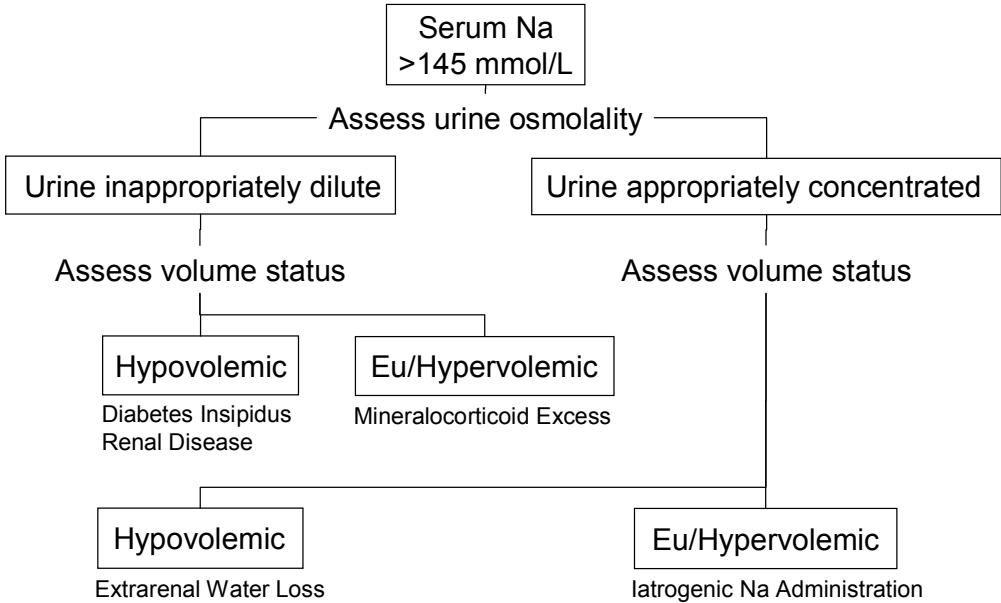 Serum Na
>145 mmol/L
Assess urine osmolality
Urine inappropriately dilute
Urine appropriately concentrated
Assess volume status
Assess volume status
Hypovolemic
Eu/Hypervolemic
Diabetes Insipidus
Renal Disease
Mineralocorticoid Excess
Hypovolemic
Eu/Hypervolemic
Extrarenal Water Loss
Iatrogenic Na Administration